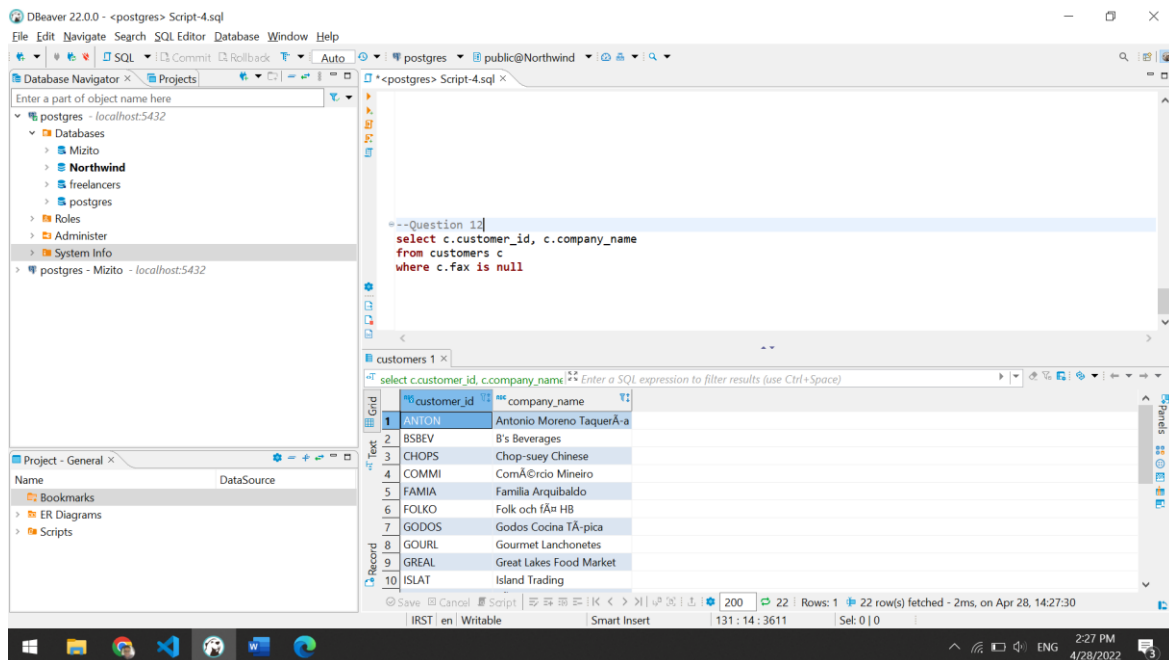 DBeaver 22.0.0 - <postgres> Script-4.sql
File Edit Navigate Search SQL Editor Database Window Help
SQL Commit Rollback Auto postgres public@Northwind
Database Navigator Projects
*<postgres> Script-4.sql
Enter a part of object name here
postgres - localhost:5432
Databases
Mizito
Northwind
freelancers
postgres
Roles
Administer
System Info
postgres - Mizito - localhost:5432
--Question 12
select c.customer_id, c.company_name
from customers c
where c.fax is null
customers 1
select c.customer_id, c.company_name Enter a SQL expression to filter results (use Ctrl+Space)
Grid
Text
Record
Panels
customer_id company_name
1 ANTON Antonio Moreno TaquerÃ-a
2 BSBEV B's Beverages
3 CHOPS Chop-suey Chinese
4 COMMI ComÃ©rcio Mineiro
5 FAMIA Familia Arquibaldo
6 FOLKO Folk och fÃ¤ HB
7 GODOS Godos Cocina TÃ-pica
8 GOURL Gourmet Lanchonetes
9 GREAL Great Lakes Food Market
10 ISLAT Island Trading
Project - General
Name DataSource
Bookmarks
ER Diagrams
Scripts
Save Cancel Script 200 22 Rows: 1 22 row(s) fetched - 2ms, on Apr 28, 14:27:30
IRST en Writable Smart Insert 131 : 14 : 3611 Sel: 0 | 0
ENG 2:27 PM
4/28/2022
3